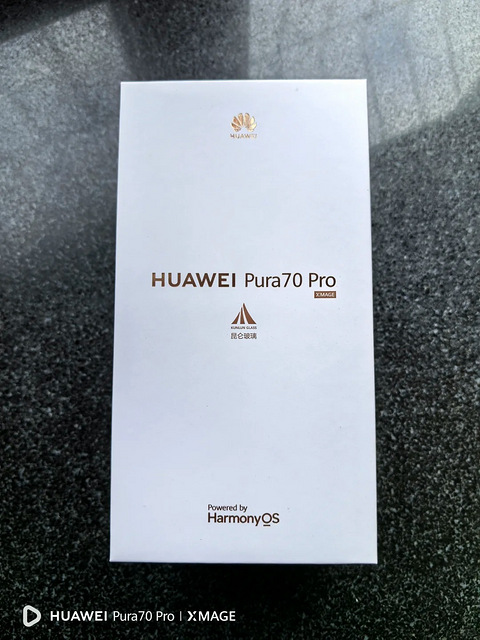 HUAWEI
HUAWEI Pura70 Pro
XMAGE
KUNLUN GLASS
昆仑玻璃
Powered by
HarmonyOS
HUAWEI Pura70 Pro | XMAGE